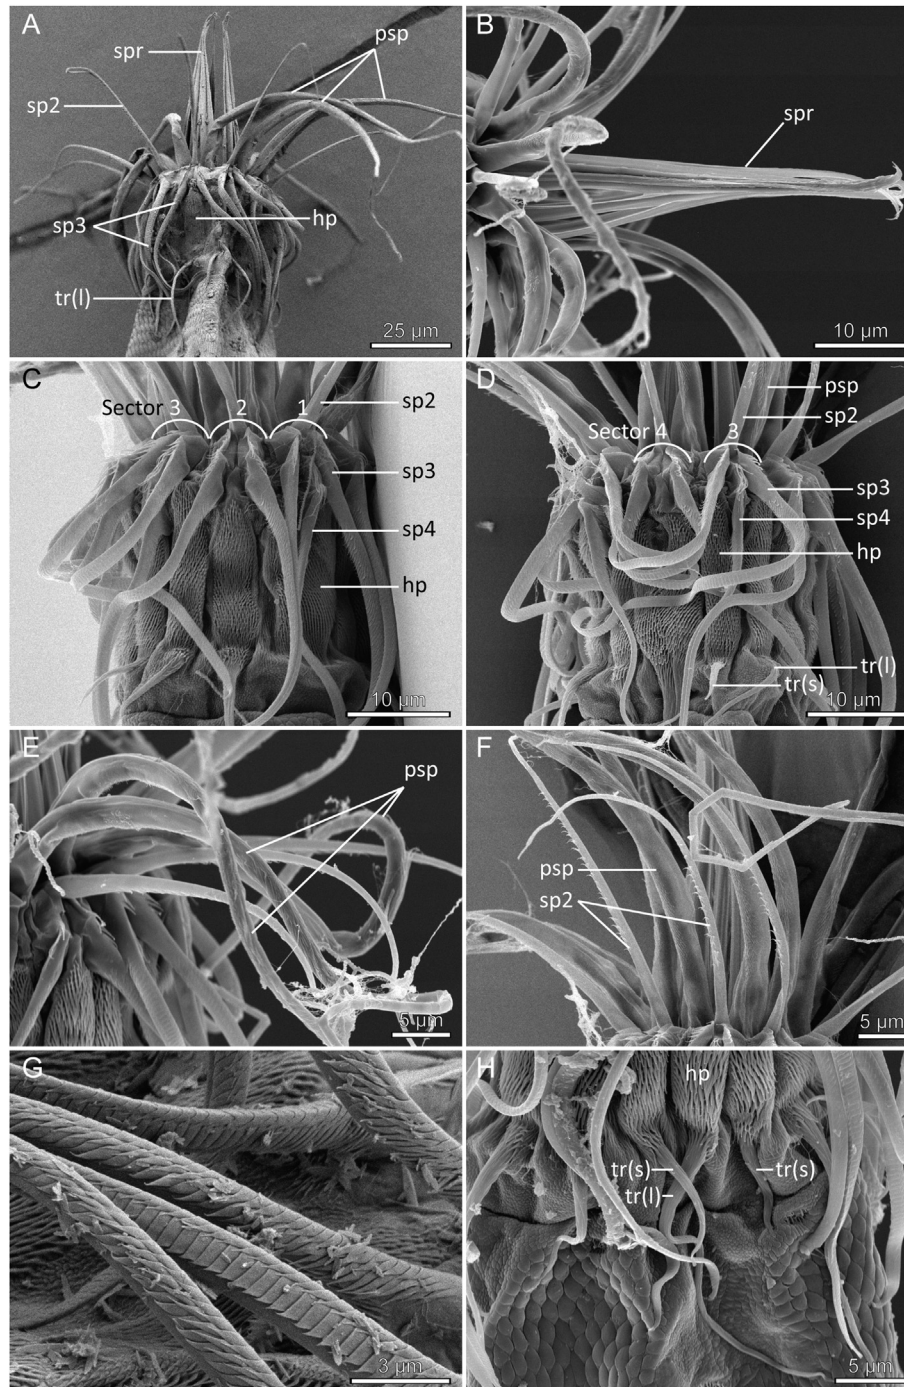 A
spr
psp
sp2
sp3
hp
tr(l)
25 µm
B
spr
10 µm
C
Sector 3 2 1
sp2
sp3
sp4
hp
10 µm
D
psp
sp2
Sector 4 3
sp3
sp4
hp
tr(l)
tr(s)
10 µm
E
psp
5 µm
F
psp
sp2
5 µm
G
3 µm
H
hp
tr(s)
tr(s)
tr(l)
5 µm